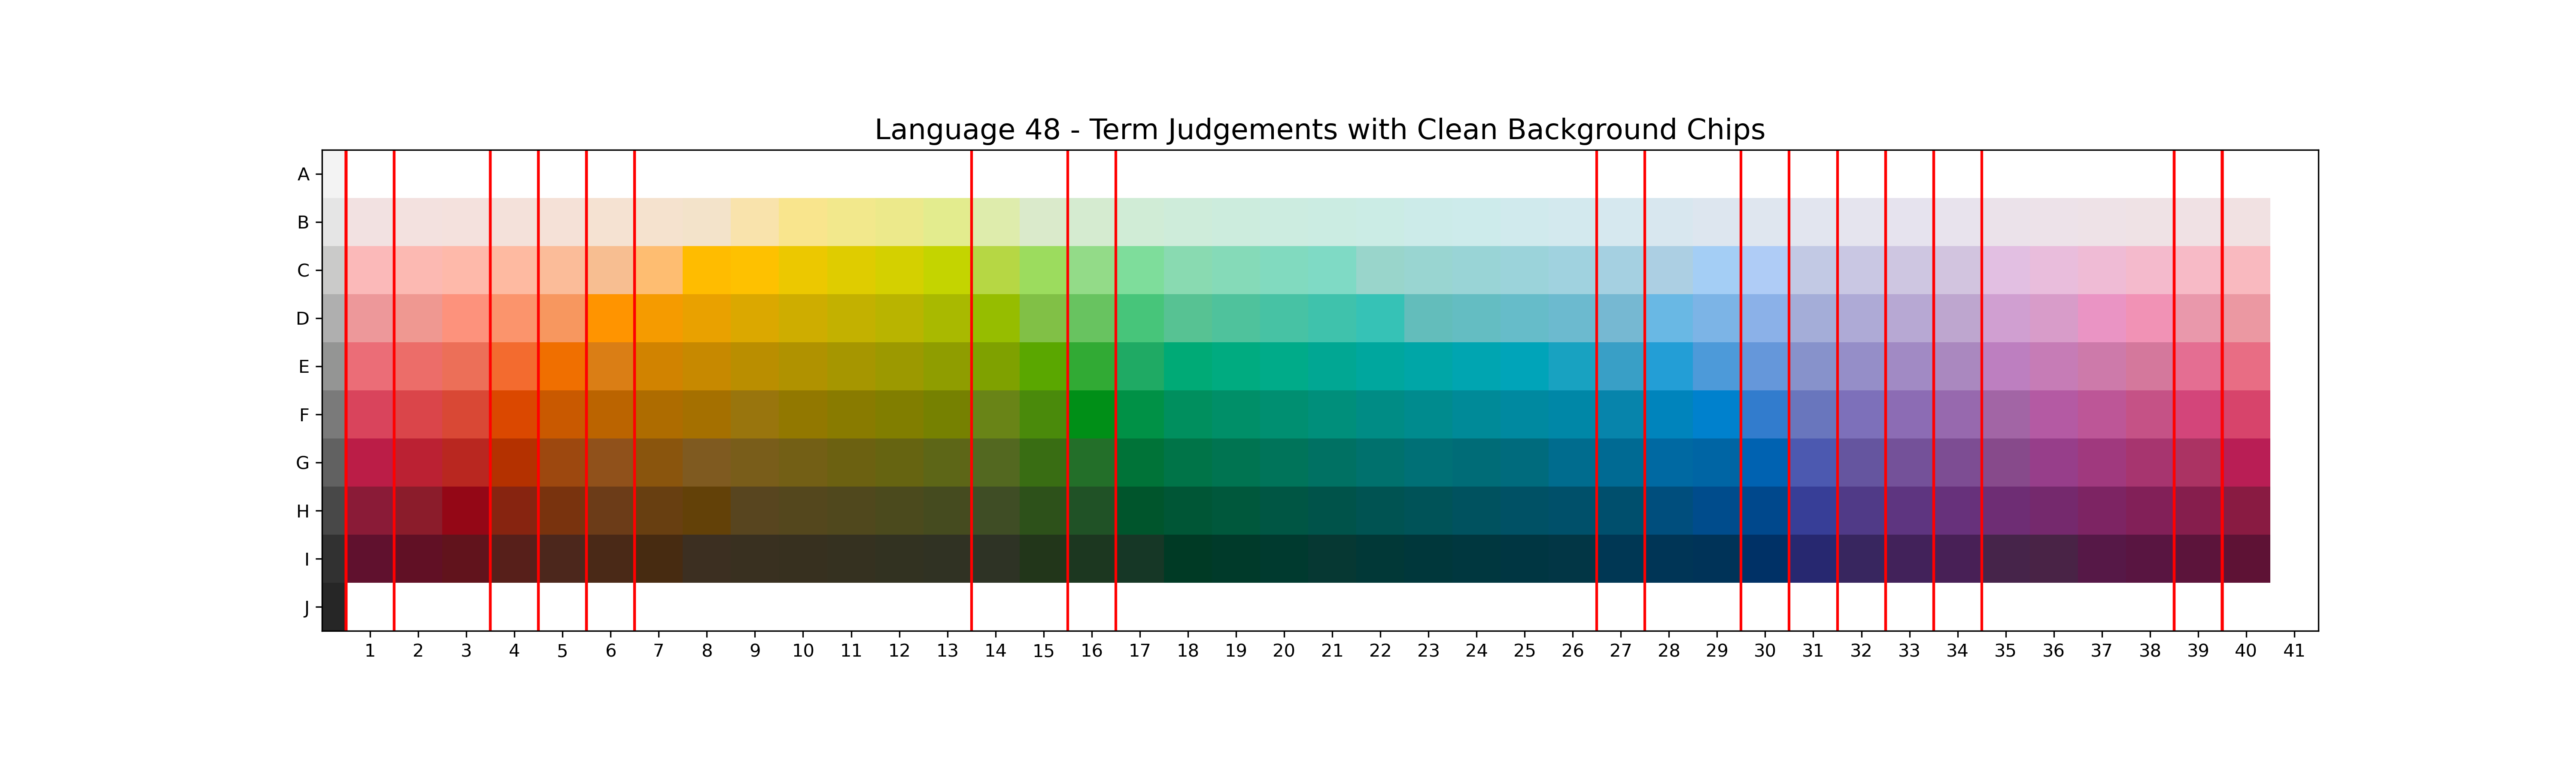 Language 48 - Term Judgements with Clean Background Chips
A
B
C
D
E
F
G
H
I
J
1 2 3 4 5 6 7 8 9 10 11 12 13 14 15 16 17 18 19 20 21 22 23 24 25 26 27 28 29 30 31 32 33 34 35 36 37 38 39 40 41